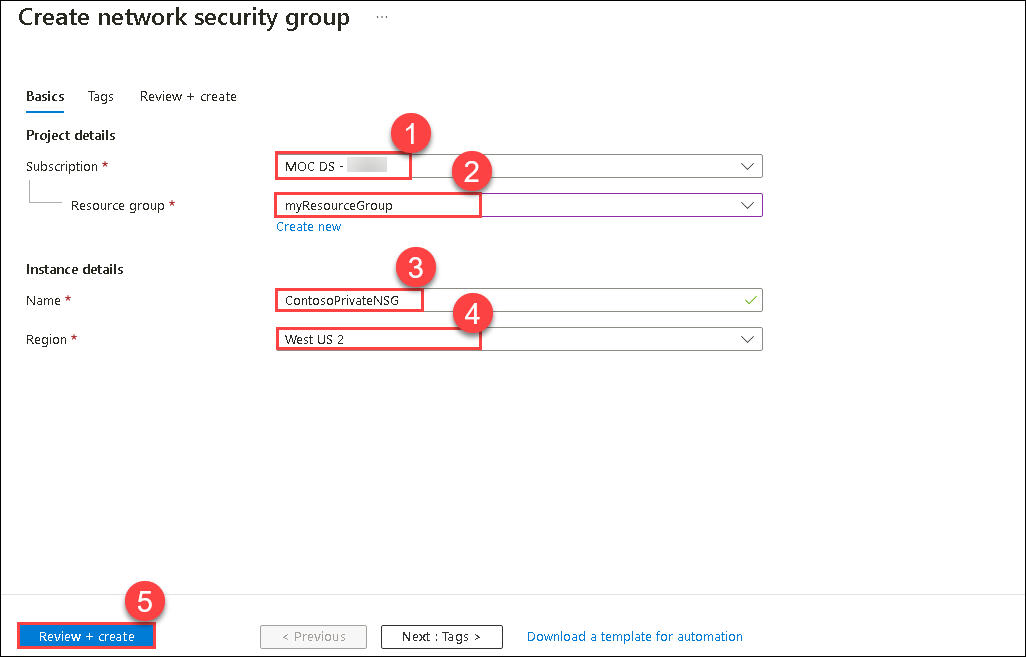 Create network security group ...
Basics Tags Review + create
Project details
1
Subscription * MOC DS -
2
Resource group * myResourceGroup
Create new
Instance details
3
Name * ContosoPrivateNSG
4
Region * West US 2
5
Review + create < Previous Next : Tags > Download a template for automation